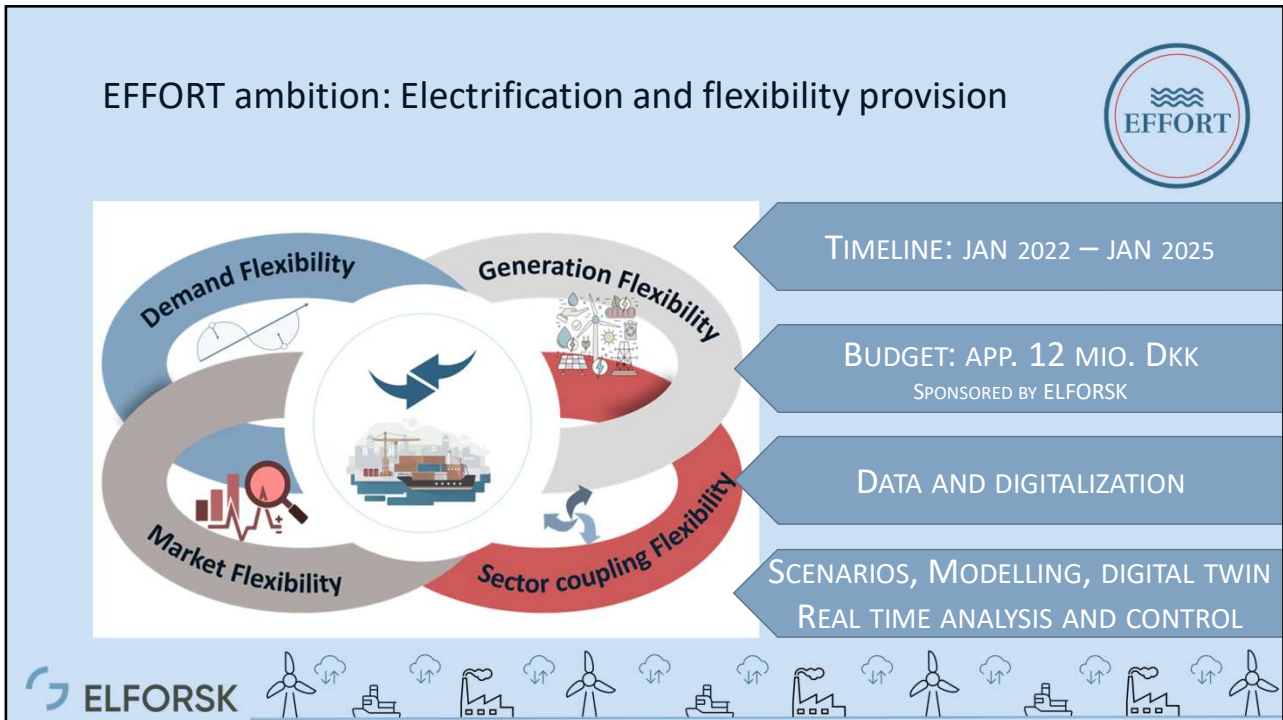 EFFORT ambition: Electrification and flexibility provision
EFFORT
Demand Flexibility
Generation Flexibility
Market Flexibility
Sector coupling Flexibility
TIMELINE: JAN 2022 – JAN 2025
BUDGET: APP. 12 MIO. DKK
SPONSORED BY ELFORSK
DATA AND DIGITALIZATION
SCENARIOS, MODELLING, DIGITAL TWIN
REAL TIME ANALYSIS AND CONTROL
ELFORSK